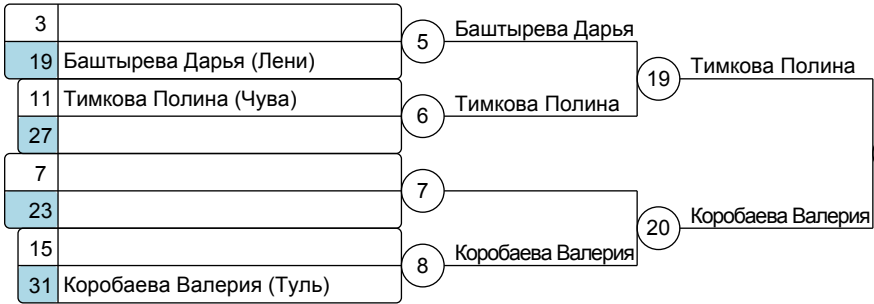 3
19 Баштырева Дарья (Лени)
11 Тимкова Полина (Чува)
27
7
23
15
31 Коробаева Валерия (Туль)
5
Баштырева Дарья
6
Тимкова Полина
7
8
Коробаева Валерия
19
Тимкова Полина
20
Коробаева Валерия